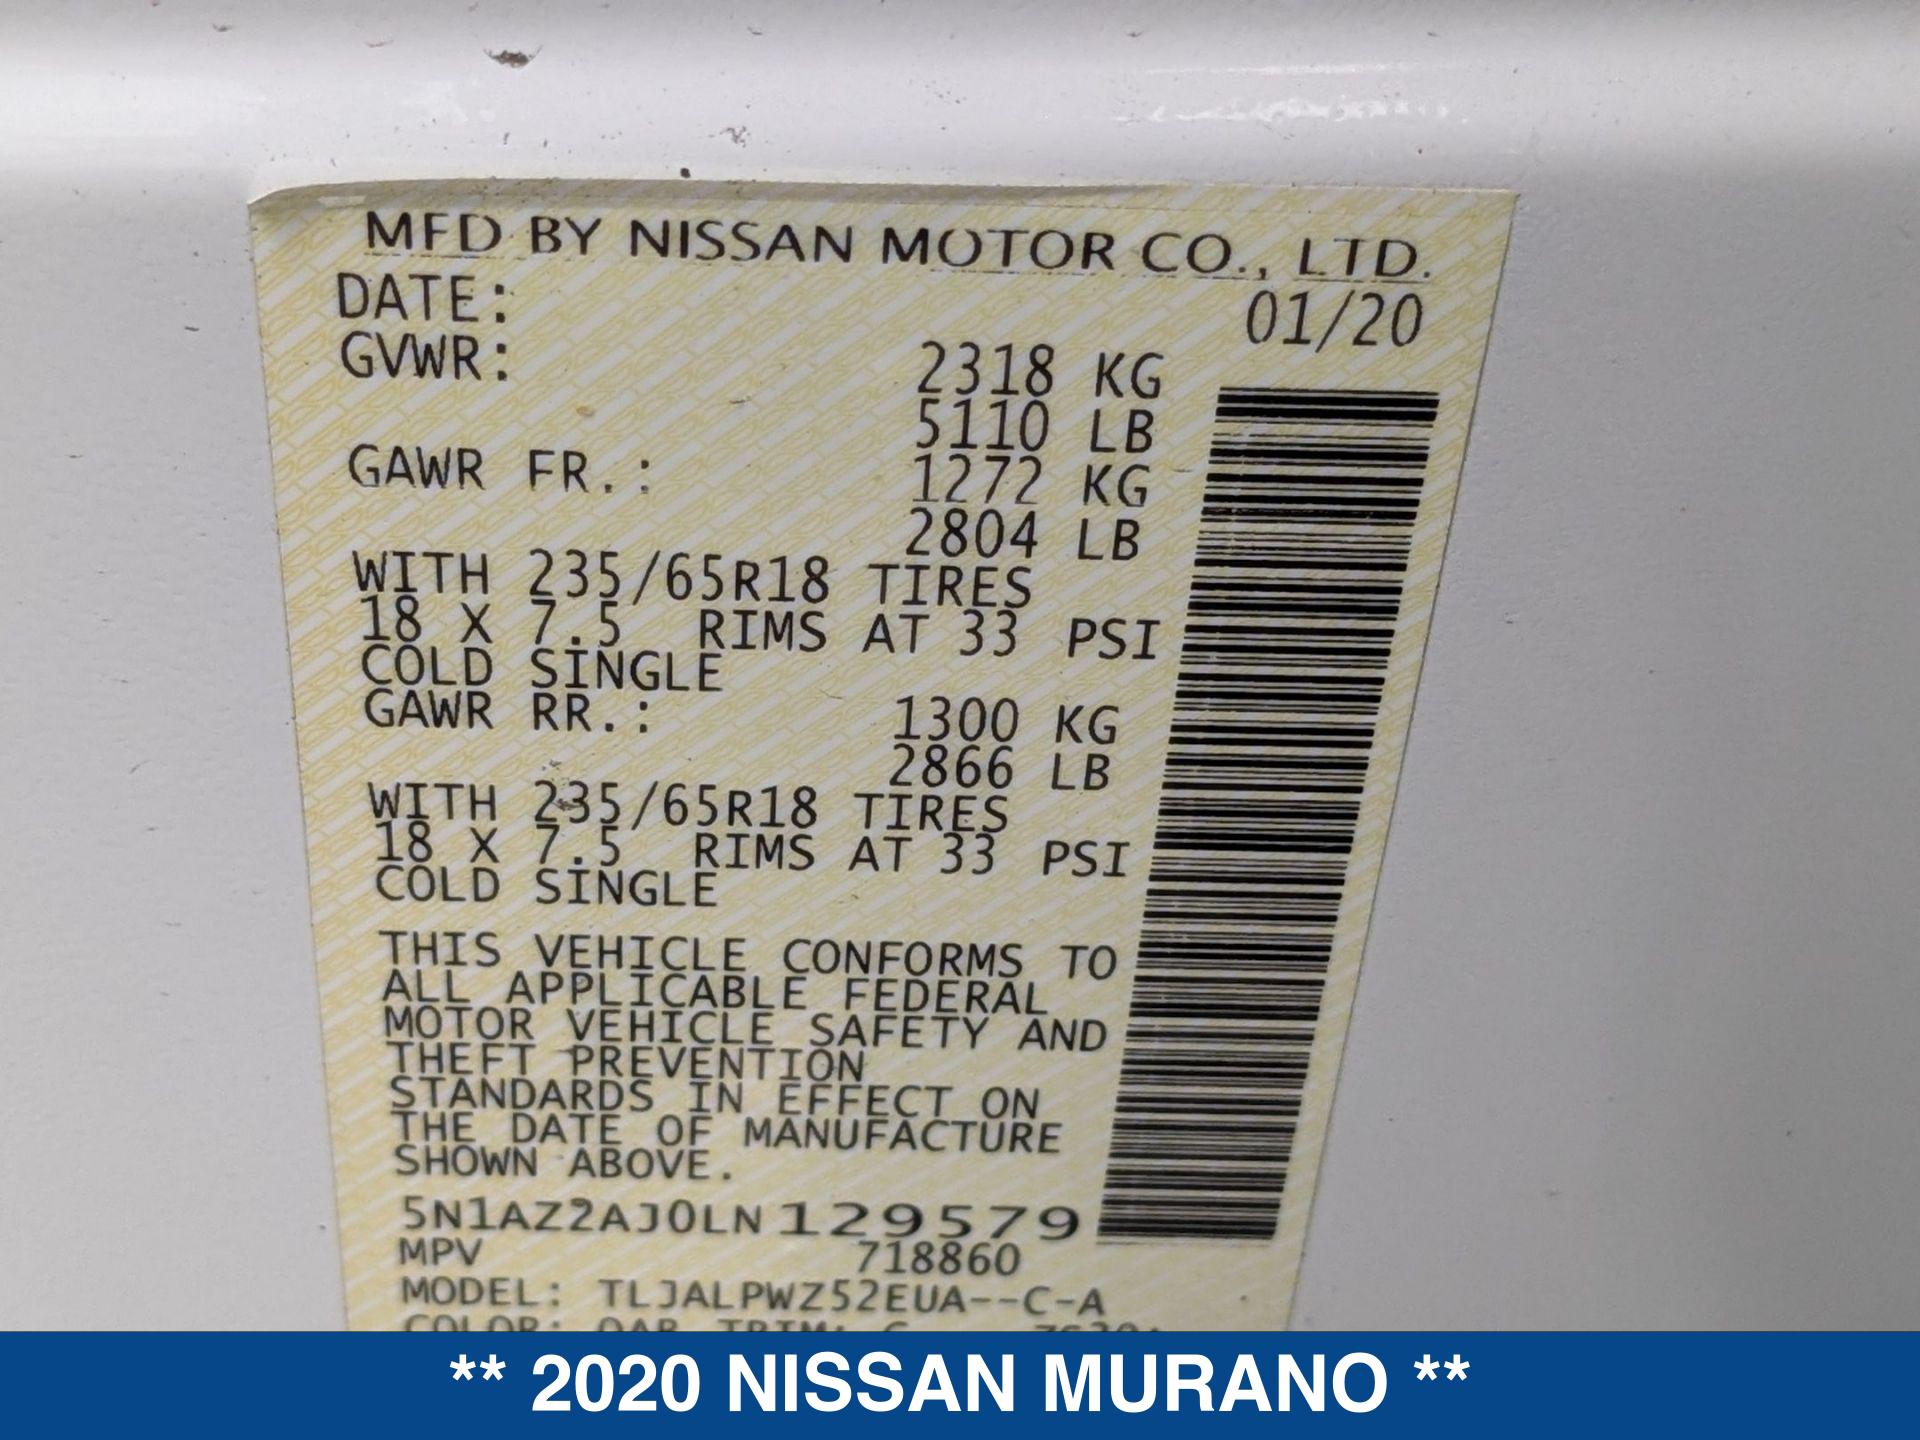 MFD BY NISSAN MOTOR CO., LTD.
DATE: 01/20
GVWR: 2318 KG
5110 LB
GAWR FR.: 1272 KG
2804 LB
WITH 235/65R18 TIRES
18 X 7.5 RIMS AT 33 PSI
COLD SINGLE
GAWR RR.: 1300 KG
2866 LB
WITH 235/65R18 TIRES
18 X 7.5 RIMS AT 33 PSI
COLD SINGLE
THIS VEHICLE CONFORMS TO
ALL APPLICABLE FEDERAL
MOTOR VEHICLE SAFETY AND
THEFT PREVENTION
STANDARDS IN EFFECT ON
THE DATE OF MANUFACTURE
SHOWN ABOVE.
5N1AZ2AJ0LN129579
MPV 718860
MODEL: TLJALPWZ52EUA--C-A
COLOR: QAB TRIM:
** 2020 NISSAN MURANO **